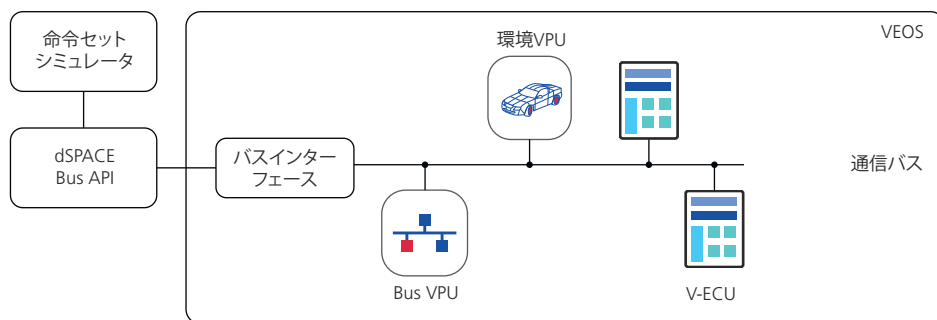 命令セット
シミュレータ
dSPACE
Bus API
バスインター
フェース
環境VPU
VEOS
通信バス
Bus VPU
V-ECU